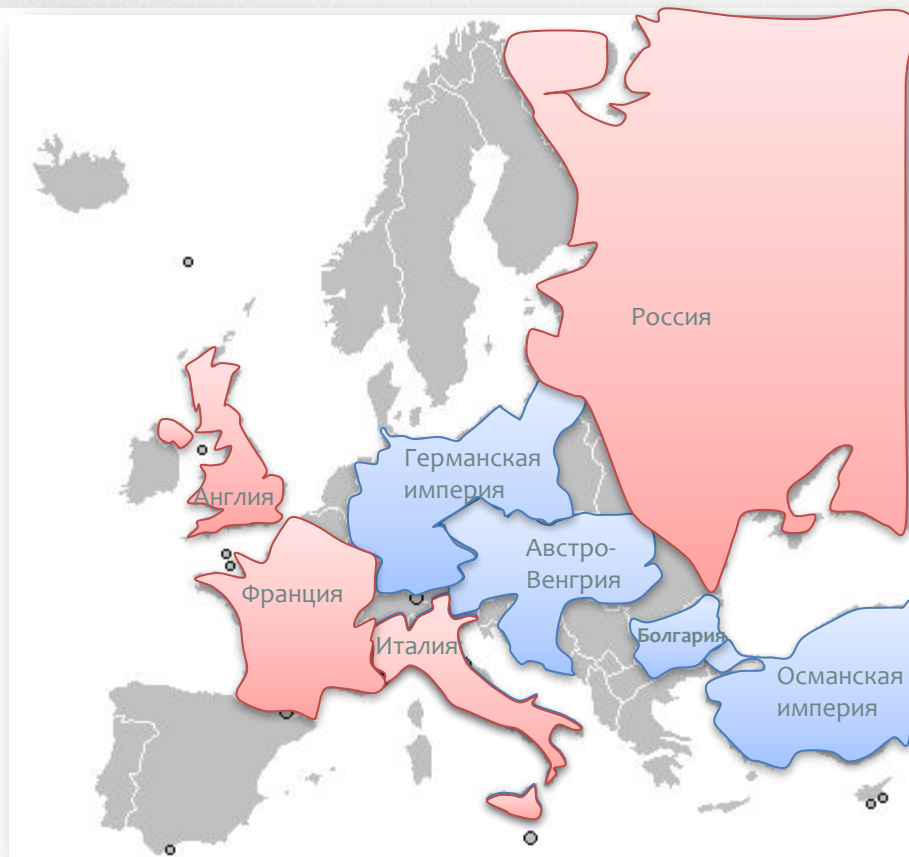 Россия
Германская
империя
Англия
Австро-
Венгрия
Франция
Италия
Болгария
Османская
империя